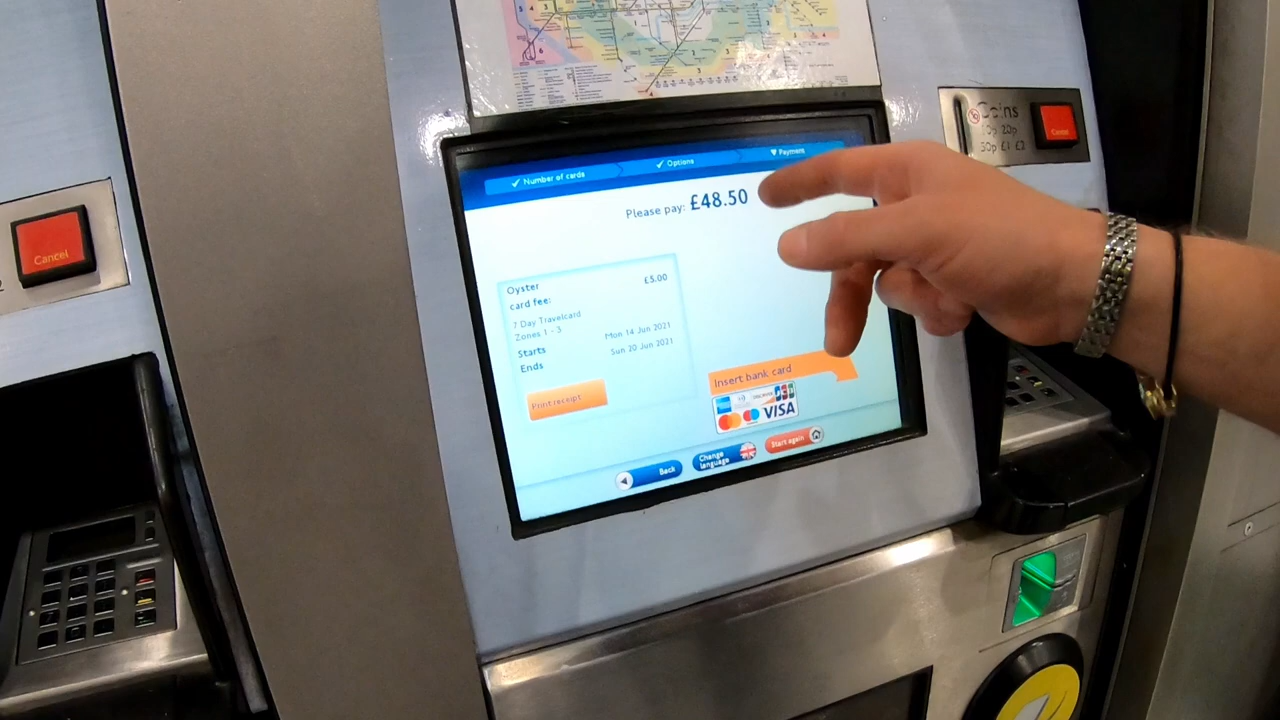 Coins
10p 20p
50p £1 £2
Cancel
✓ Number of cards
✓ Options
▼ Payment
Please pay: £48.50
Oyster
card fee:
£5.00
7 Day Travelcard
Zones 1 - 3
Starts
Mon 14 Jun 2021
Ends
Sun 20 Jun 2021
Print receipt
Insert bank card
DISCOVER
JCB
VISA
Back
Change
language
Start again
Cancel